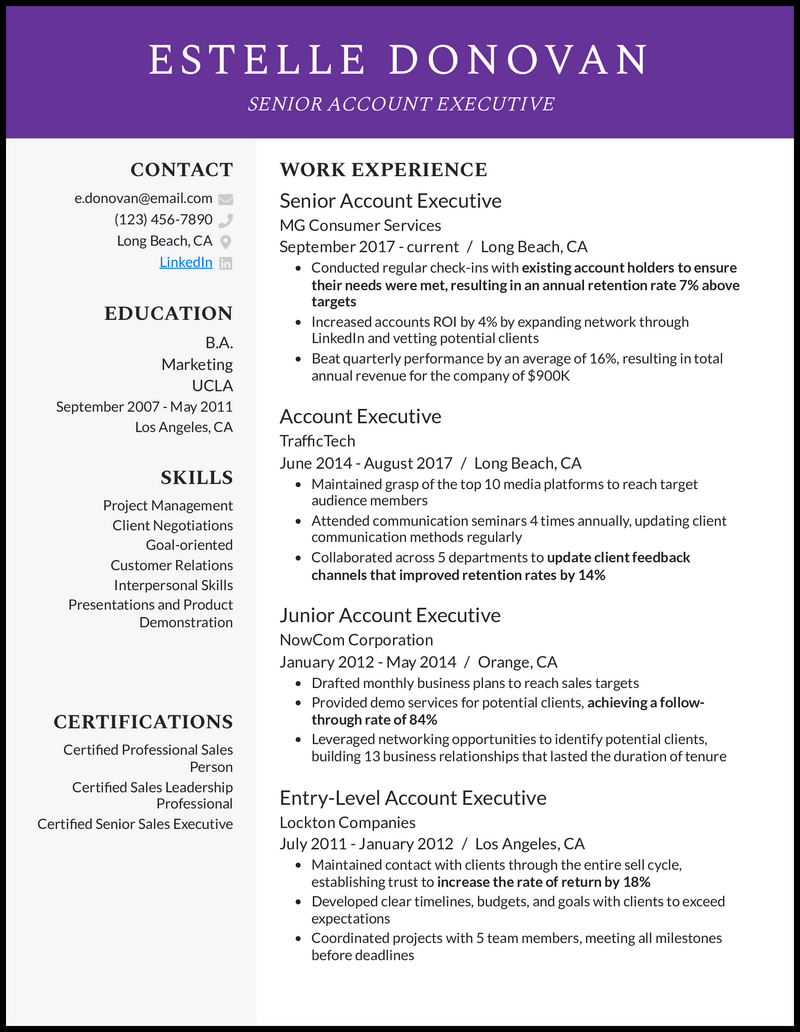 ESTELLE DONOVAN
SENIOR ACCOUNT EXECUTIVE
CONTACT
e.donovan@email.com
(123) 456-7890
Long Beach, CA
LinkedIn
EDUCATION
B.A.
Marketing
UCLA
September 2007 - May 2011
Los Angeles, CA
SKILLS
Project Management
Client Negotiations
Goal-oriented
Customer Relations
Interpersonal Skills
Presentations and Product
Demonstration
CERTIFICATIONS
Certified Professional Sales
Person
Certified Sales Leadership
Professional
Certified Senior Sales Executive
WORK EXPERIENCE
Senior Account Executive
MG Consumer Services
September 2017 - current / Long Beach, CA
• Conducted regular check-ins with existing account holders to ensure
their needs were met, resulting in an annual retention rate 7% above
targets
• Increased accounts ROI by 4% by expanding network through
LinkedIn and vetting potential clients
• Beat quarterly performance by an average of 16%, resulting in total
annual revenue for the company of $900K
Account Executive
TrafficTech
June 2014 - August 2017 / Long Beach, CA
• Maintained grasp of the top 10 media platforms to reach target
audience members
• Attended communication seminars 4 times annually, updating client
communication methods regularly
• Collaborated across 5 departments to update client feedback
channels that improved retention rates by 14%
Junior Account Executive
NowCom Corporation
January 2012 - May 2014 / Orange, CA
• Drafted monthly business plans to reach sales targets
• Provided demo services for potential clients, achieving a follow-
through rate of 84%
• Leveraged networking opportunities to identify potential clients,
building 13 business relationships that lasted the duration of tenure
Entry-Level Account Executive
Lockton Companies
July 2011 - January 2012 / Los Angeles, CA
• Maintained contact with clients through the entire sell cycle,
establishing trust to increase the rate of return by 18%
• Developed clear timelines, budgets, and goals with clients to exceed
expectations
• Coordinated projects with 5 team members, meeting all milestones
before deadlines